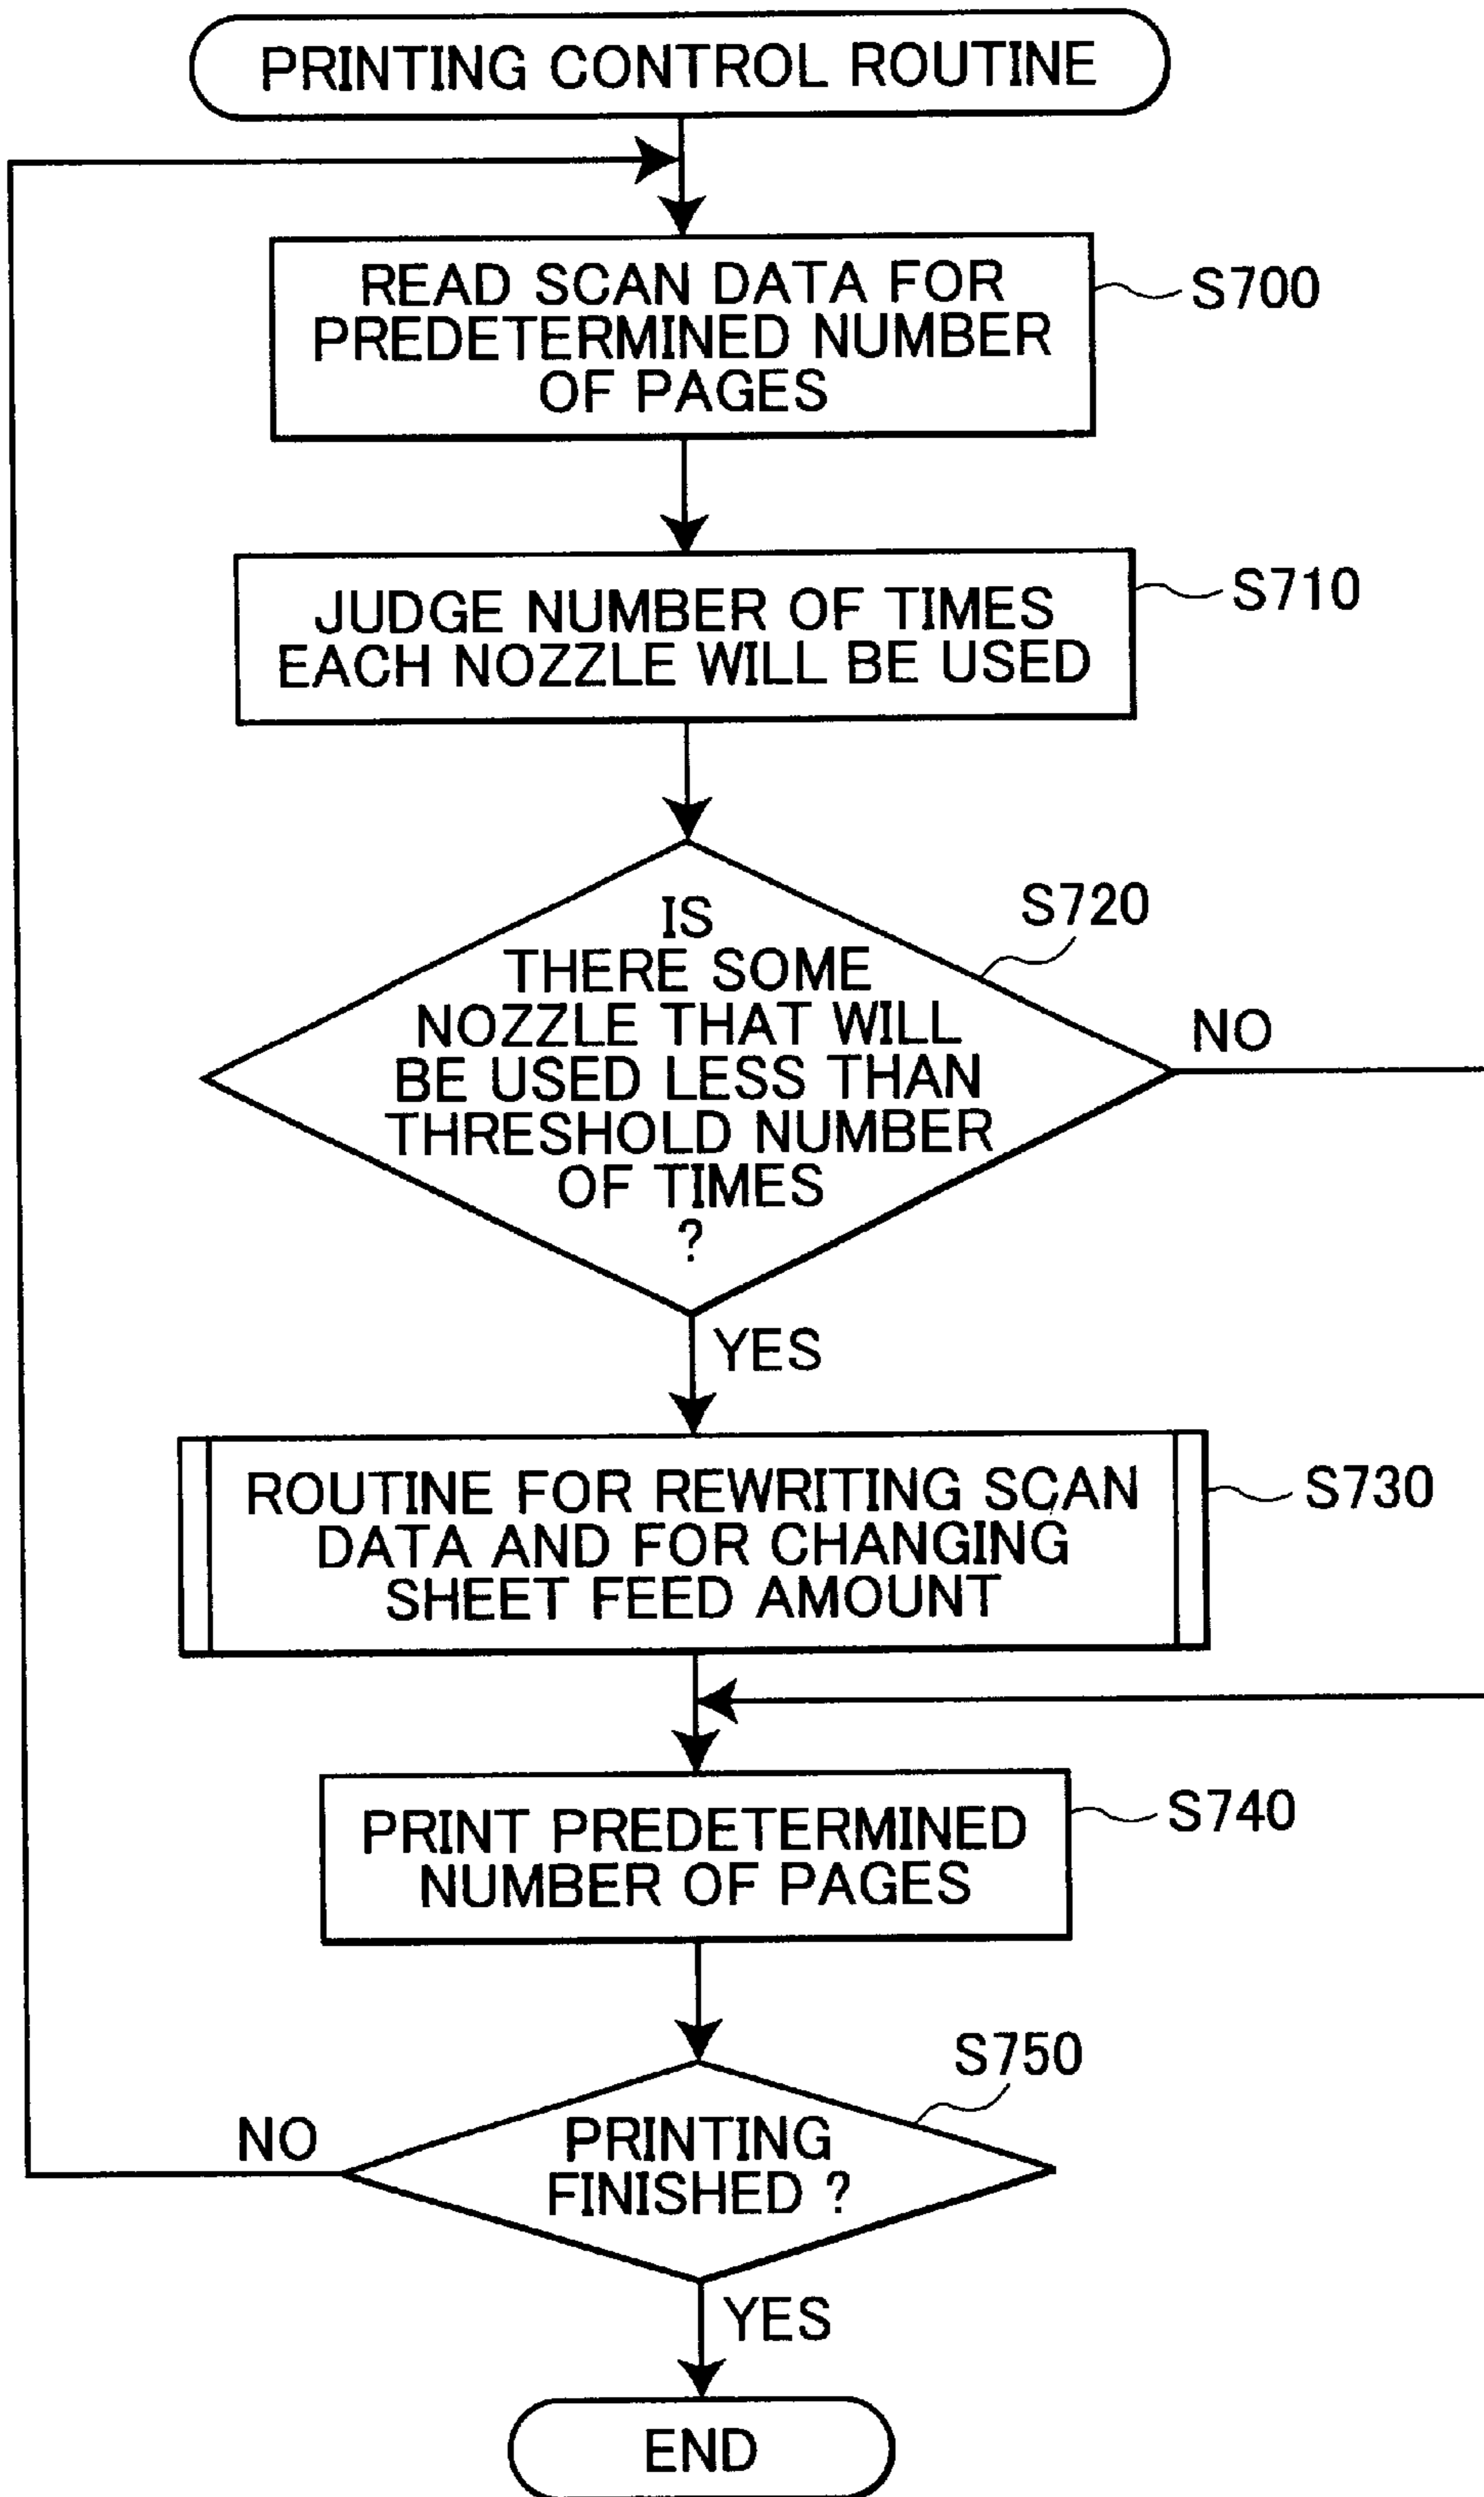 PRINTING CONTROL ROUTINE
READ SCAN DATA FOR
PREDETERMINED NUMBER
OF PAGES
S700
JUDGE NUMBER OF TIMES
EACH NOZZLE WILL BE USED
S710
IS
THERE SOME
NOZZLE THAT WILL
BE USED LESS THAN
THRESHOLD NUMBER
OF TIMES
?
S720
NO
YES
ROUTINE FOR REWRITING SCAN
DATA AND FOR CHANGING
SHEET FEED AMOUNT
S730
PRINT PREDETERMINED
NUMBER OF PAGES
S740
PRINTING
FINISHED ?
S750
NO
YES
END